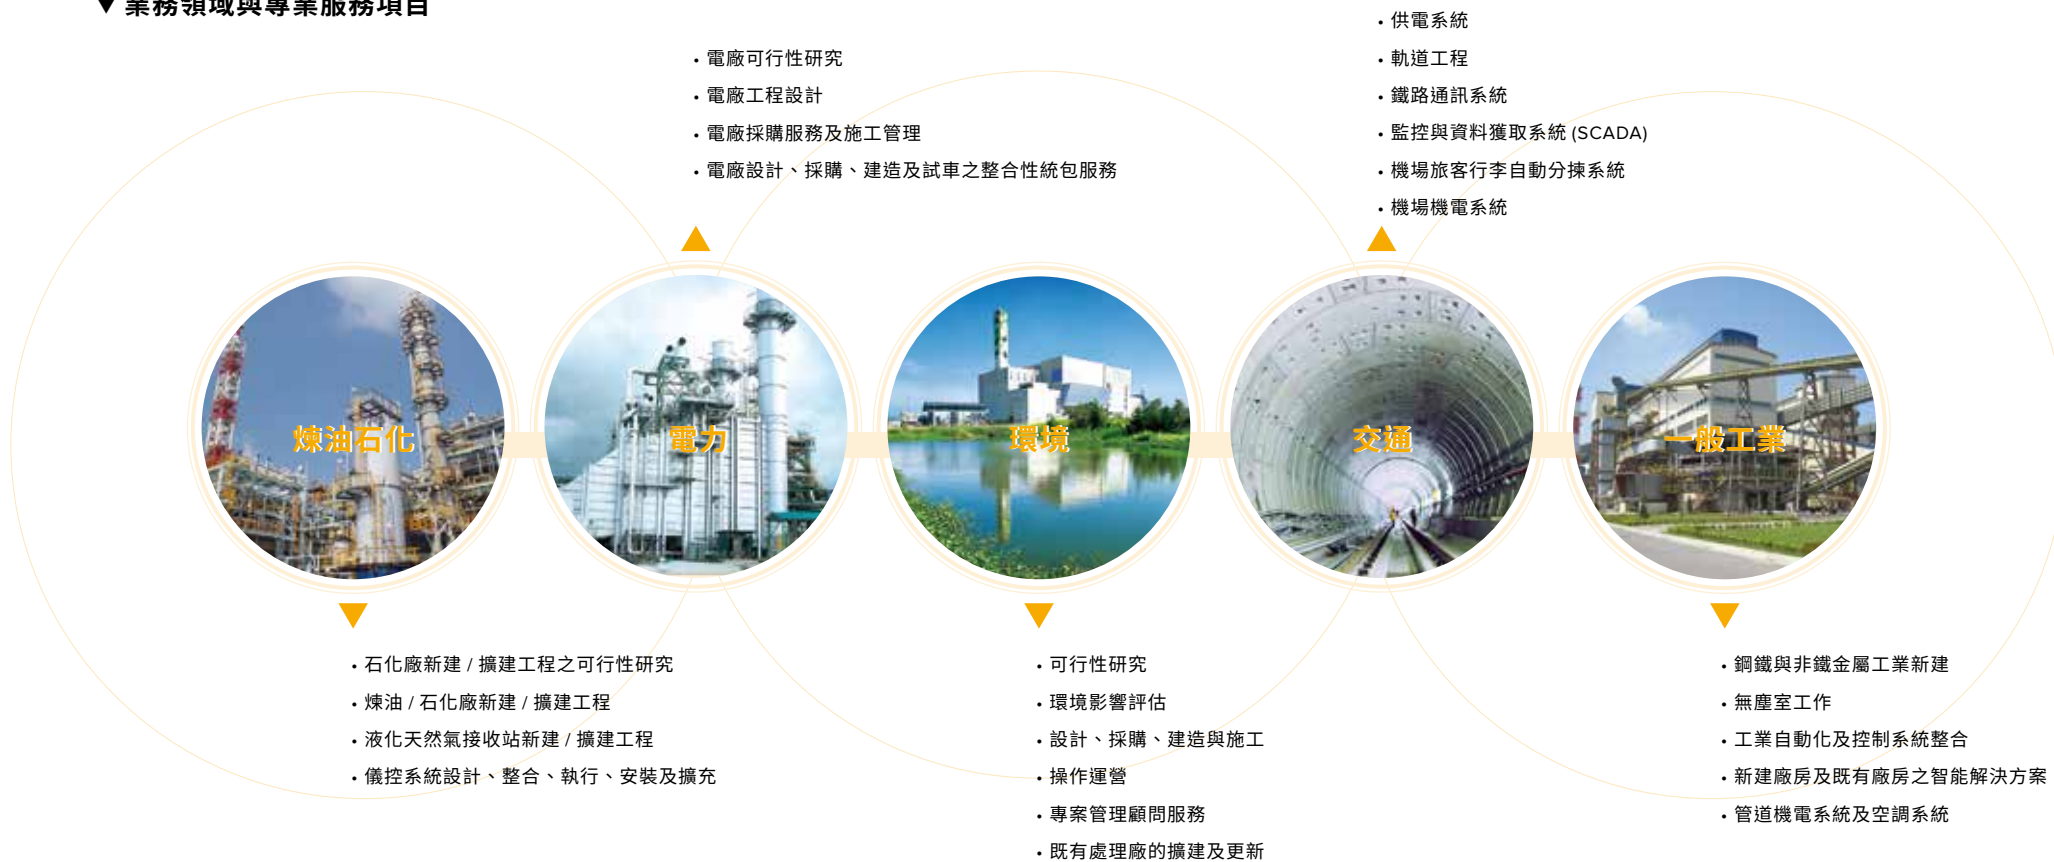 ▼ 業務領域與專業服務項目
• 電廠可行性研究
• 電廠工程設計
• 電廠採購服務及施工管理
• 電廠設計、採購、建造及試車之整合性統包服務
• 供電系統
• 軌道工程
• 鐵路通訊系統
• 監控與資料獲取系統 (SCADA)
• 機場旅客行李自動分揀系統
• 機場機電系統
煉油石化
電力
環境
交通
一般工業
• 石化廠新建 / 擴建工程之可行性研究
• 煉油 / 石化廠新建 / 擴建工程
• 液化天然氣接收站新建 / 擴建工程
• 儀控系統設計、整合、執行、安裝及擴充
• 可行性研究
• 環境影響評估
• 設計、採購、建造與施工
• 操作運營
• 專案管理顧問服務
• 既有處理廠的擴建及更新
• 鋼鐵與非鐵金屬工業新建
• 無塵室工作
• 工業自動化及控制系統整合
• 新建廠房及既有廠房之智能解決方案
• 管道機電系統及空調系統